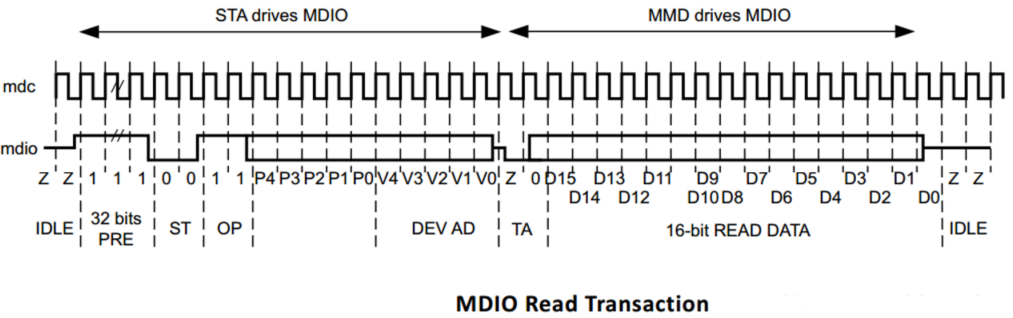 STA drives MDIO MMD drives MDIO
mdc
mdio
Z Z 1 1 1 0 0 1 1 P4 P3 P2 P1 P0 V4 V3 V2 V1 V0 Z 0 D15 D13 D11 D9 D7 D5 D3 D1 Z Z
D14 D12 D10 D8 D6 D4 D2 D0
IDLE 32 bits PRE ST OP DEV AD TA 16-bit READ DATA IDLE
MDIO Read Transaction